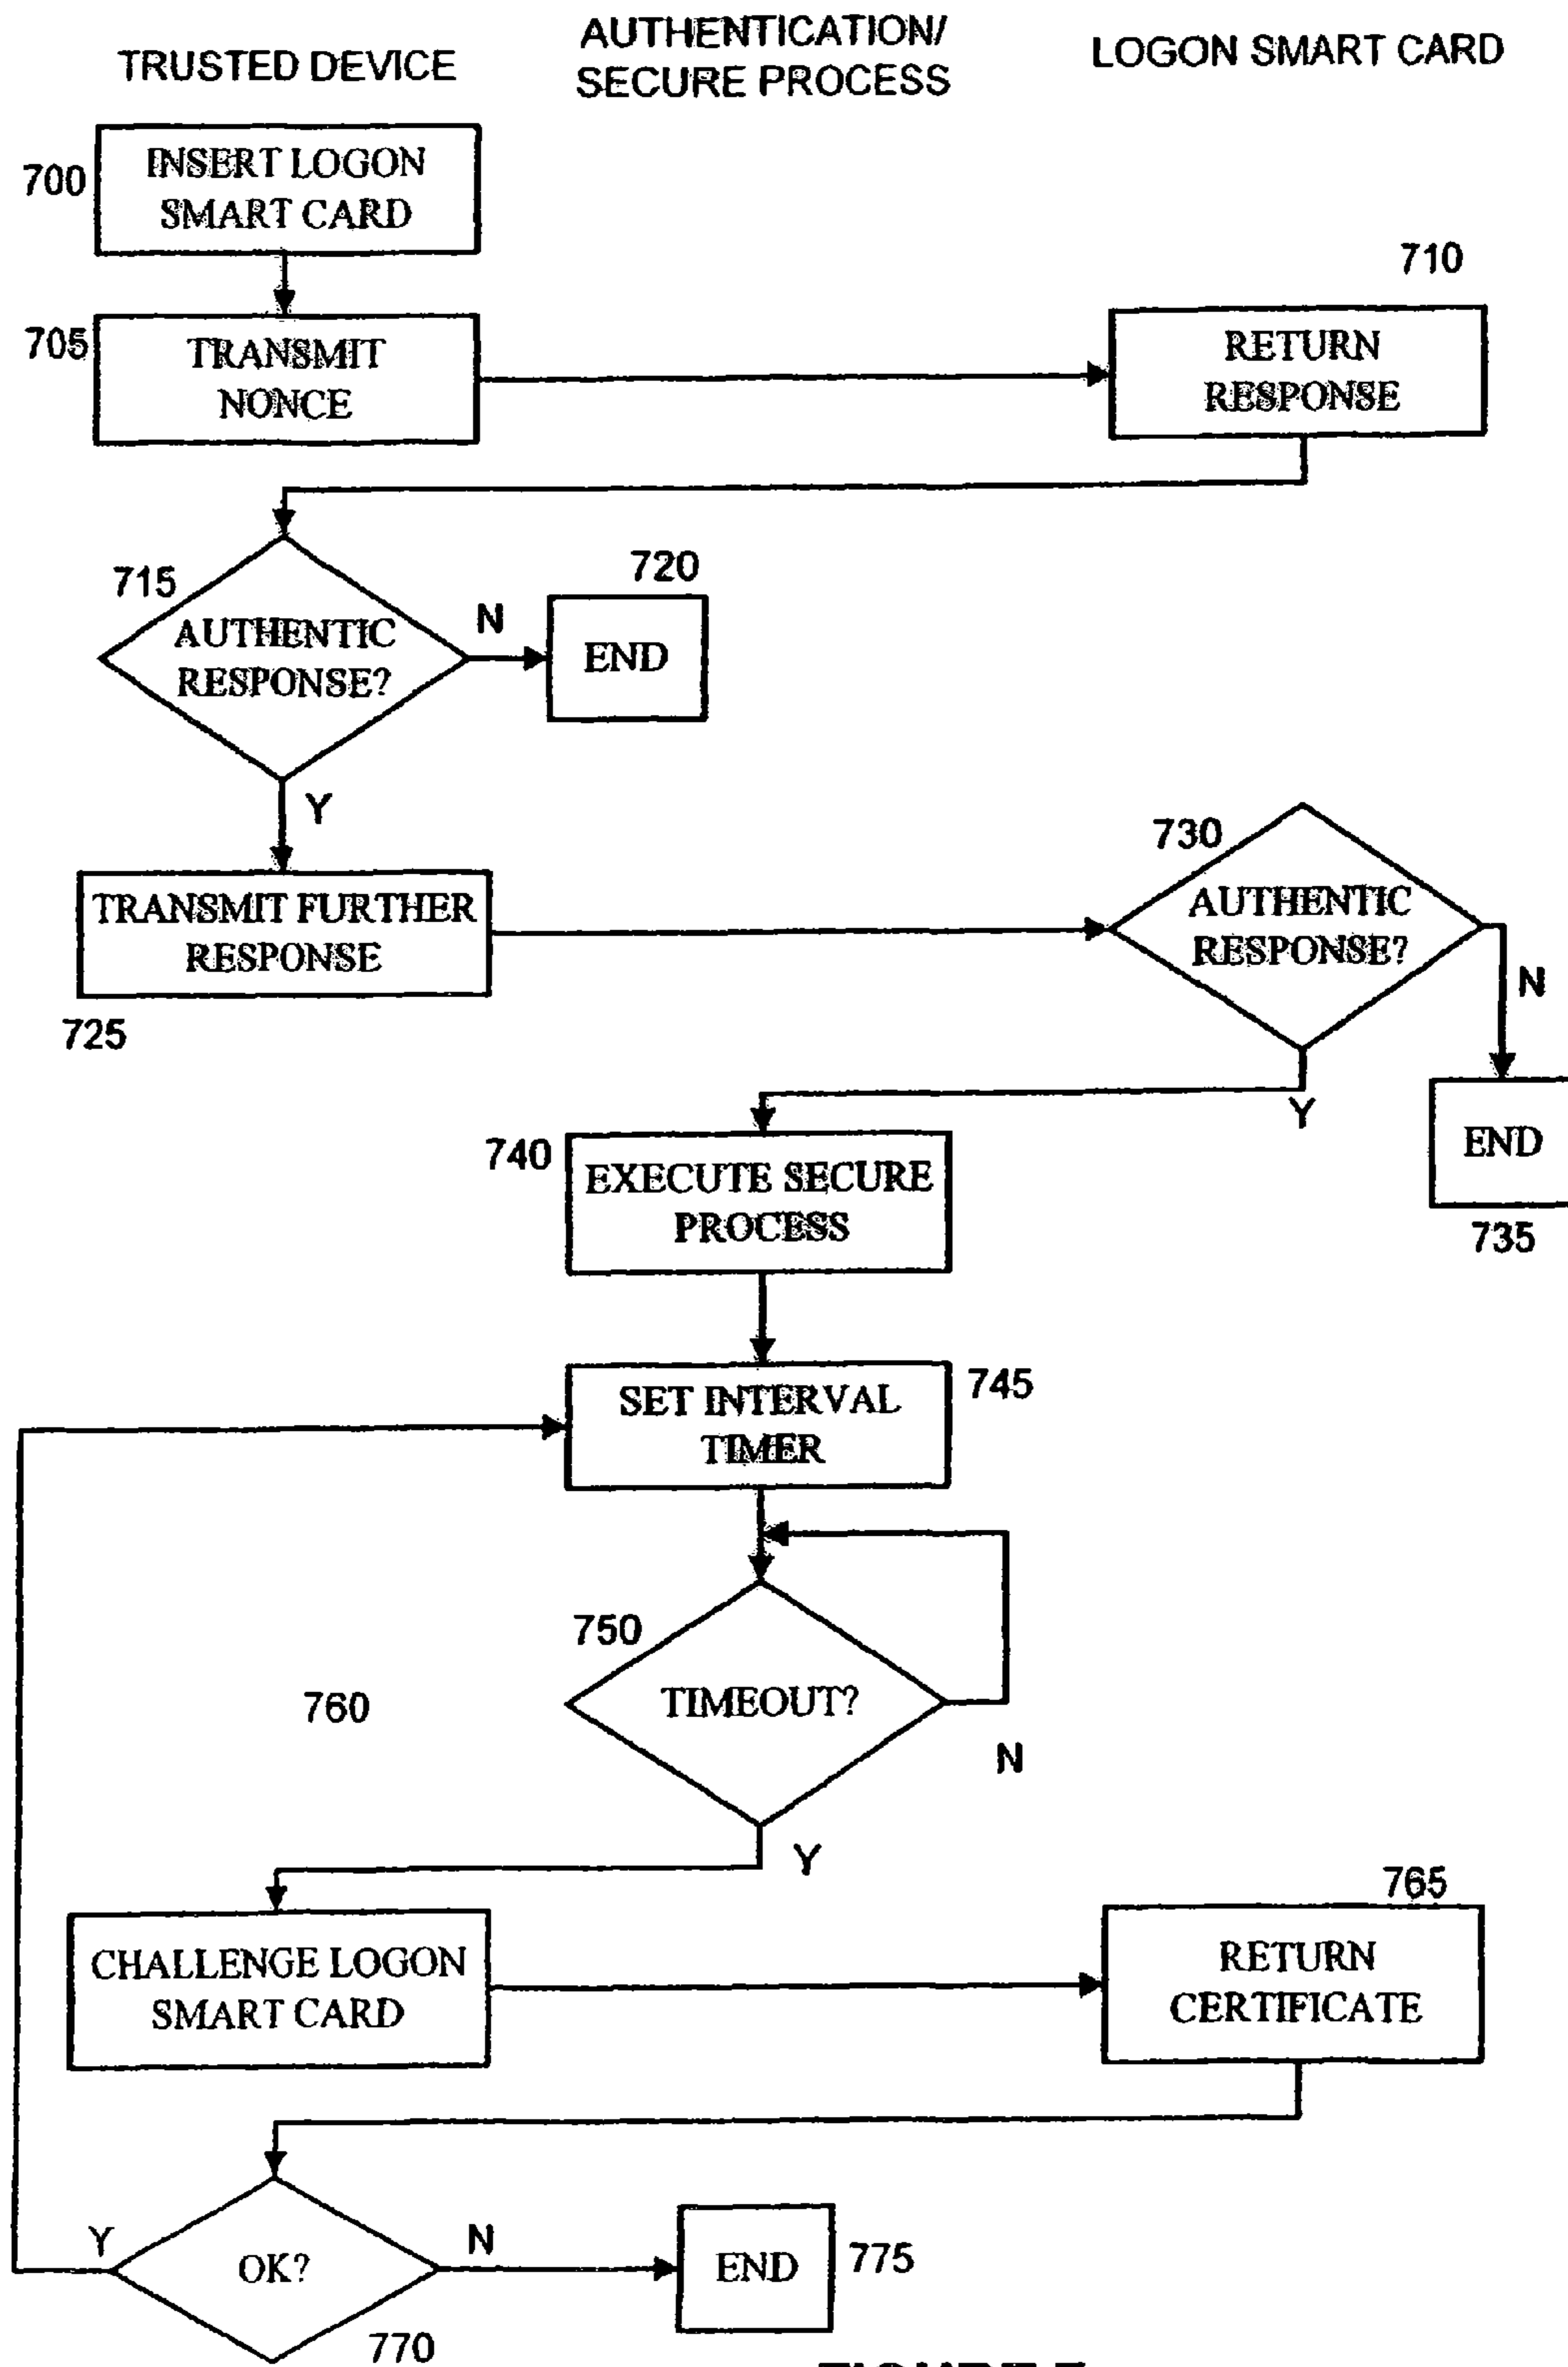 TRUSTED DEVICE
AUTHENTICATION/
SECURE PROCESS
LOGON SMART CARD
700
INSERT LOGON
SMART CARD
705
TRANSMIT
NONCE
710
RETURN
RESPONSE
715
AUTHENTIC
RESPONSE?
N
720
END
Y
TRANSMIT FURTHER
RESPONSE
725
730
AUTHENTIC
RESPONSE?
N
Y
END
735
740
EXECUTE SECURE
PROCESS
SET INTERVAL
TIMER
745
750
TIMEOUT?
N
Y
760
CHALLENGE LOGON
SMART CARD
765
RETURN
CERTIFICATE
OK?
Y
N
770
END
775